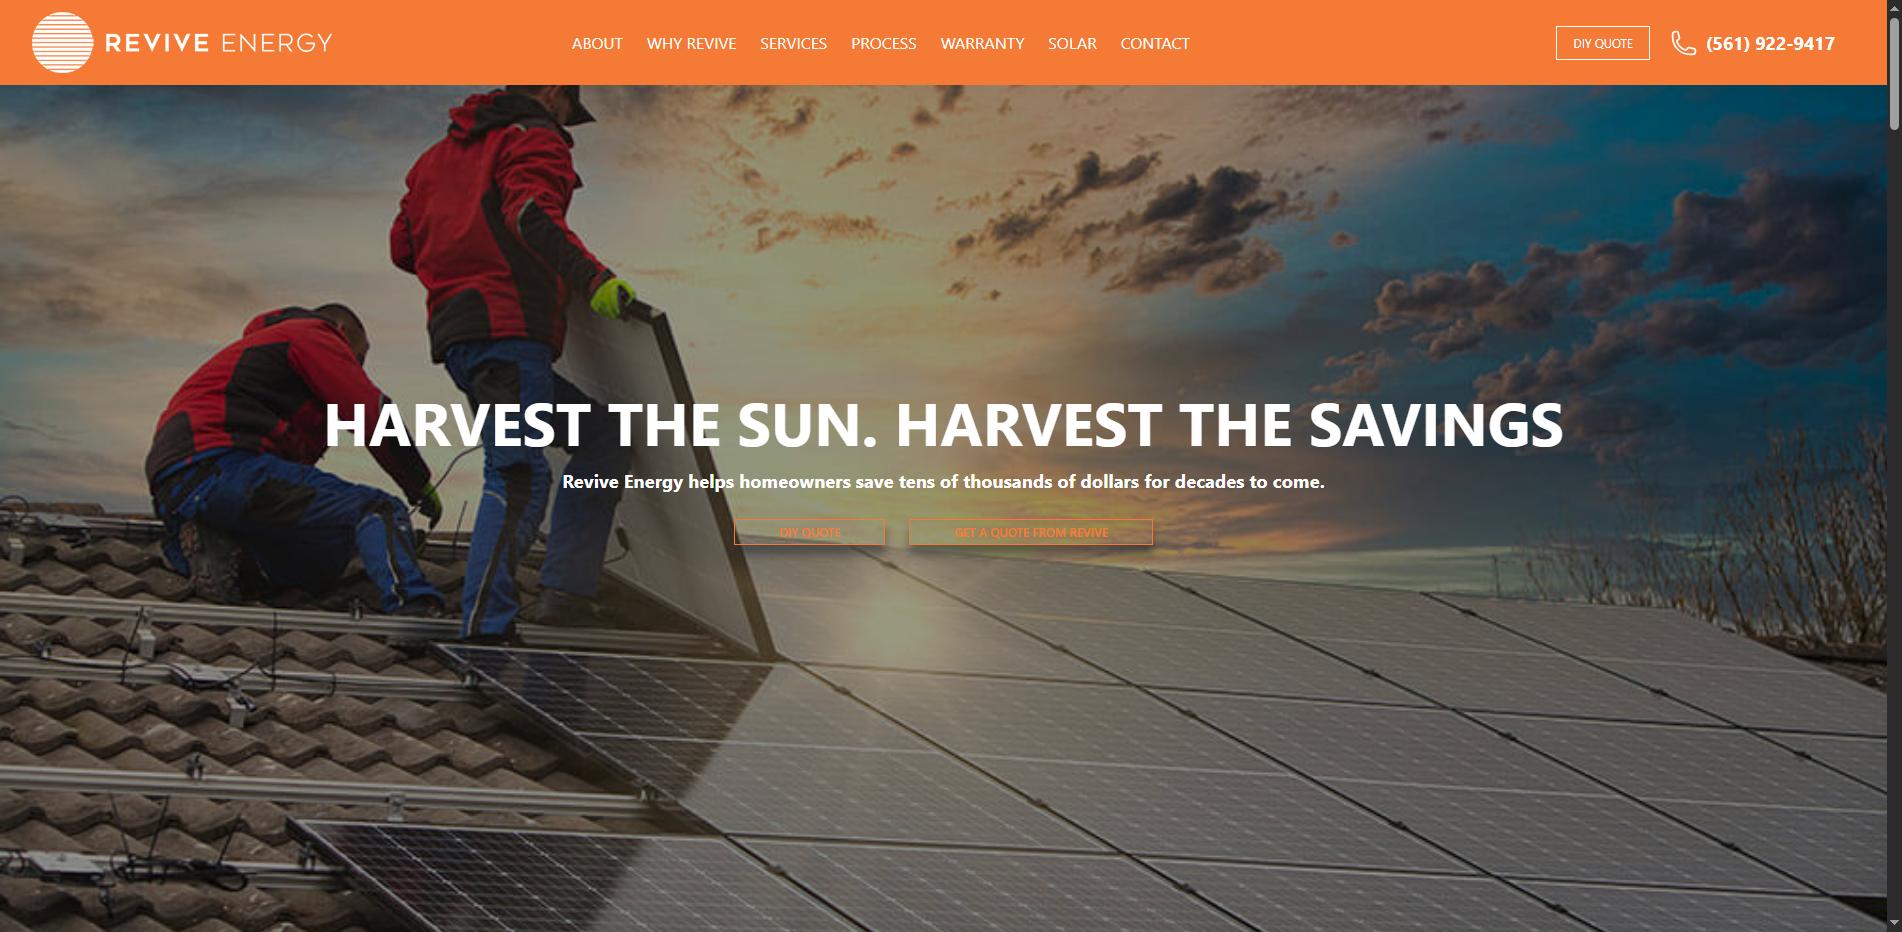 REVIVE ENERGY
ABOUT WHY REVIVE SERVICES PROCESS WARRANTY SOLAR CONTACT
DIY QUOTE
(561) 922-9417
HARVEST THE SUN. HARVEST THE SAVINGS
Revive Energy helps homeowners save tens of thousands of dollars for decades to come.
DIY QUOTE
GET A QUOTE FROM REVIVE